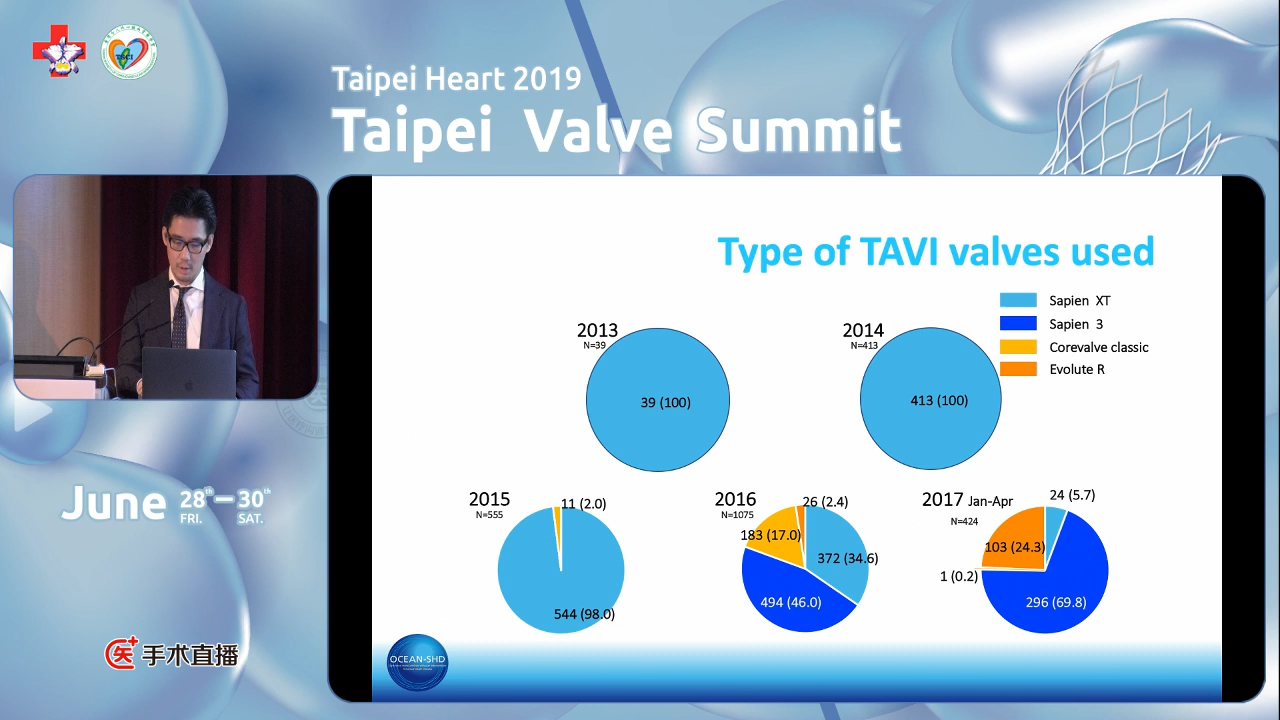 Taipei Heart 2019
Taipei Valve Summit
Type of TAVI valves used
Sapien XT
Sapien 3
Corevalve classic
Evolute R
2013
N=39
39 (100)
2014
N=413
413 (100)
2015
N=555
11 (2.0)
544 (98.0)
2016
N=1075
26 (2.4)
183 (17.0)
372 (34.6)
494 (46.0)
2017 Jan-Apr
N=424
24 (5.7)
103 (24.3)
1 (0.2)
296 (69.8)
OCEAN-SHD
June 28th – 30th
FRI. SAT.
医 手术直播